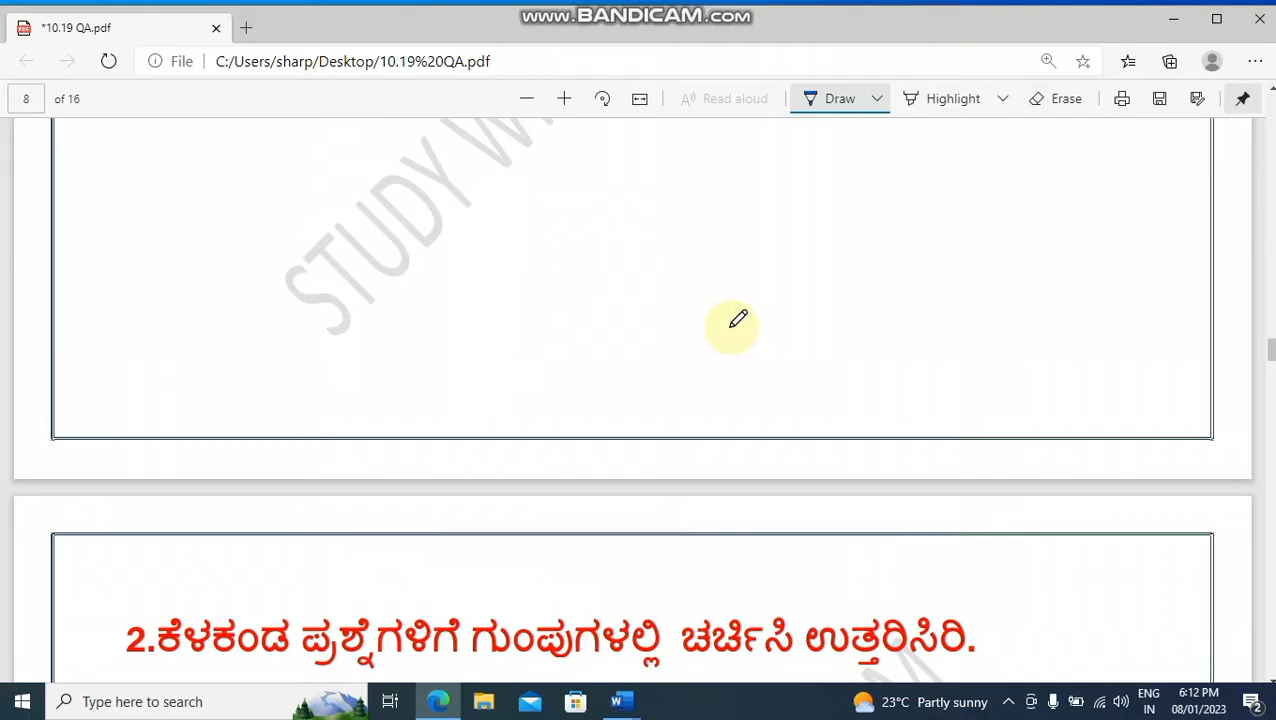 www.BANDICAM.com
*10.19 QA.pdf
File | C:/Users/sharp/Desktop/10.19%20QA.pdf
8 of 16 Read aloud Draw Highlight Erase
STUDY
2.ಕೆಳಕಂಡ ಪ್ರಶ್ನೆಗಳಿಗೆ ಗುಂಪುಗಳಲ್ಲಿ ಚರ್ಚಿಸಿ ಉತ್ತರಿಸಿರಿ.
Type here to search 23°C Partly sunny ENG IN 6:12 PM 08/01/2023 2